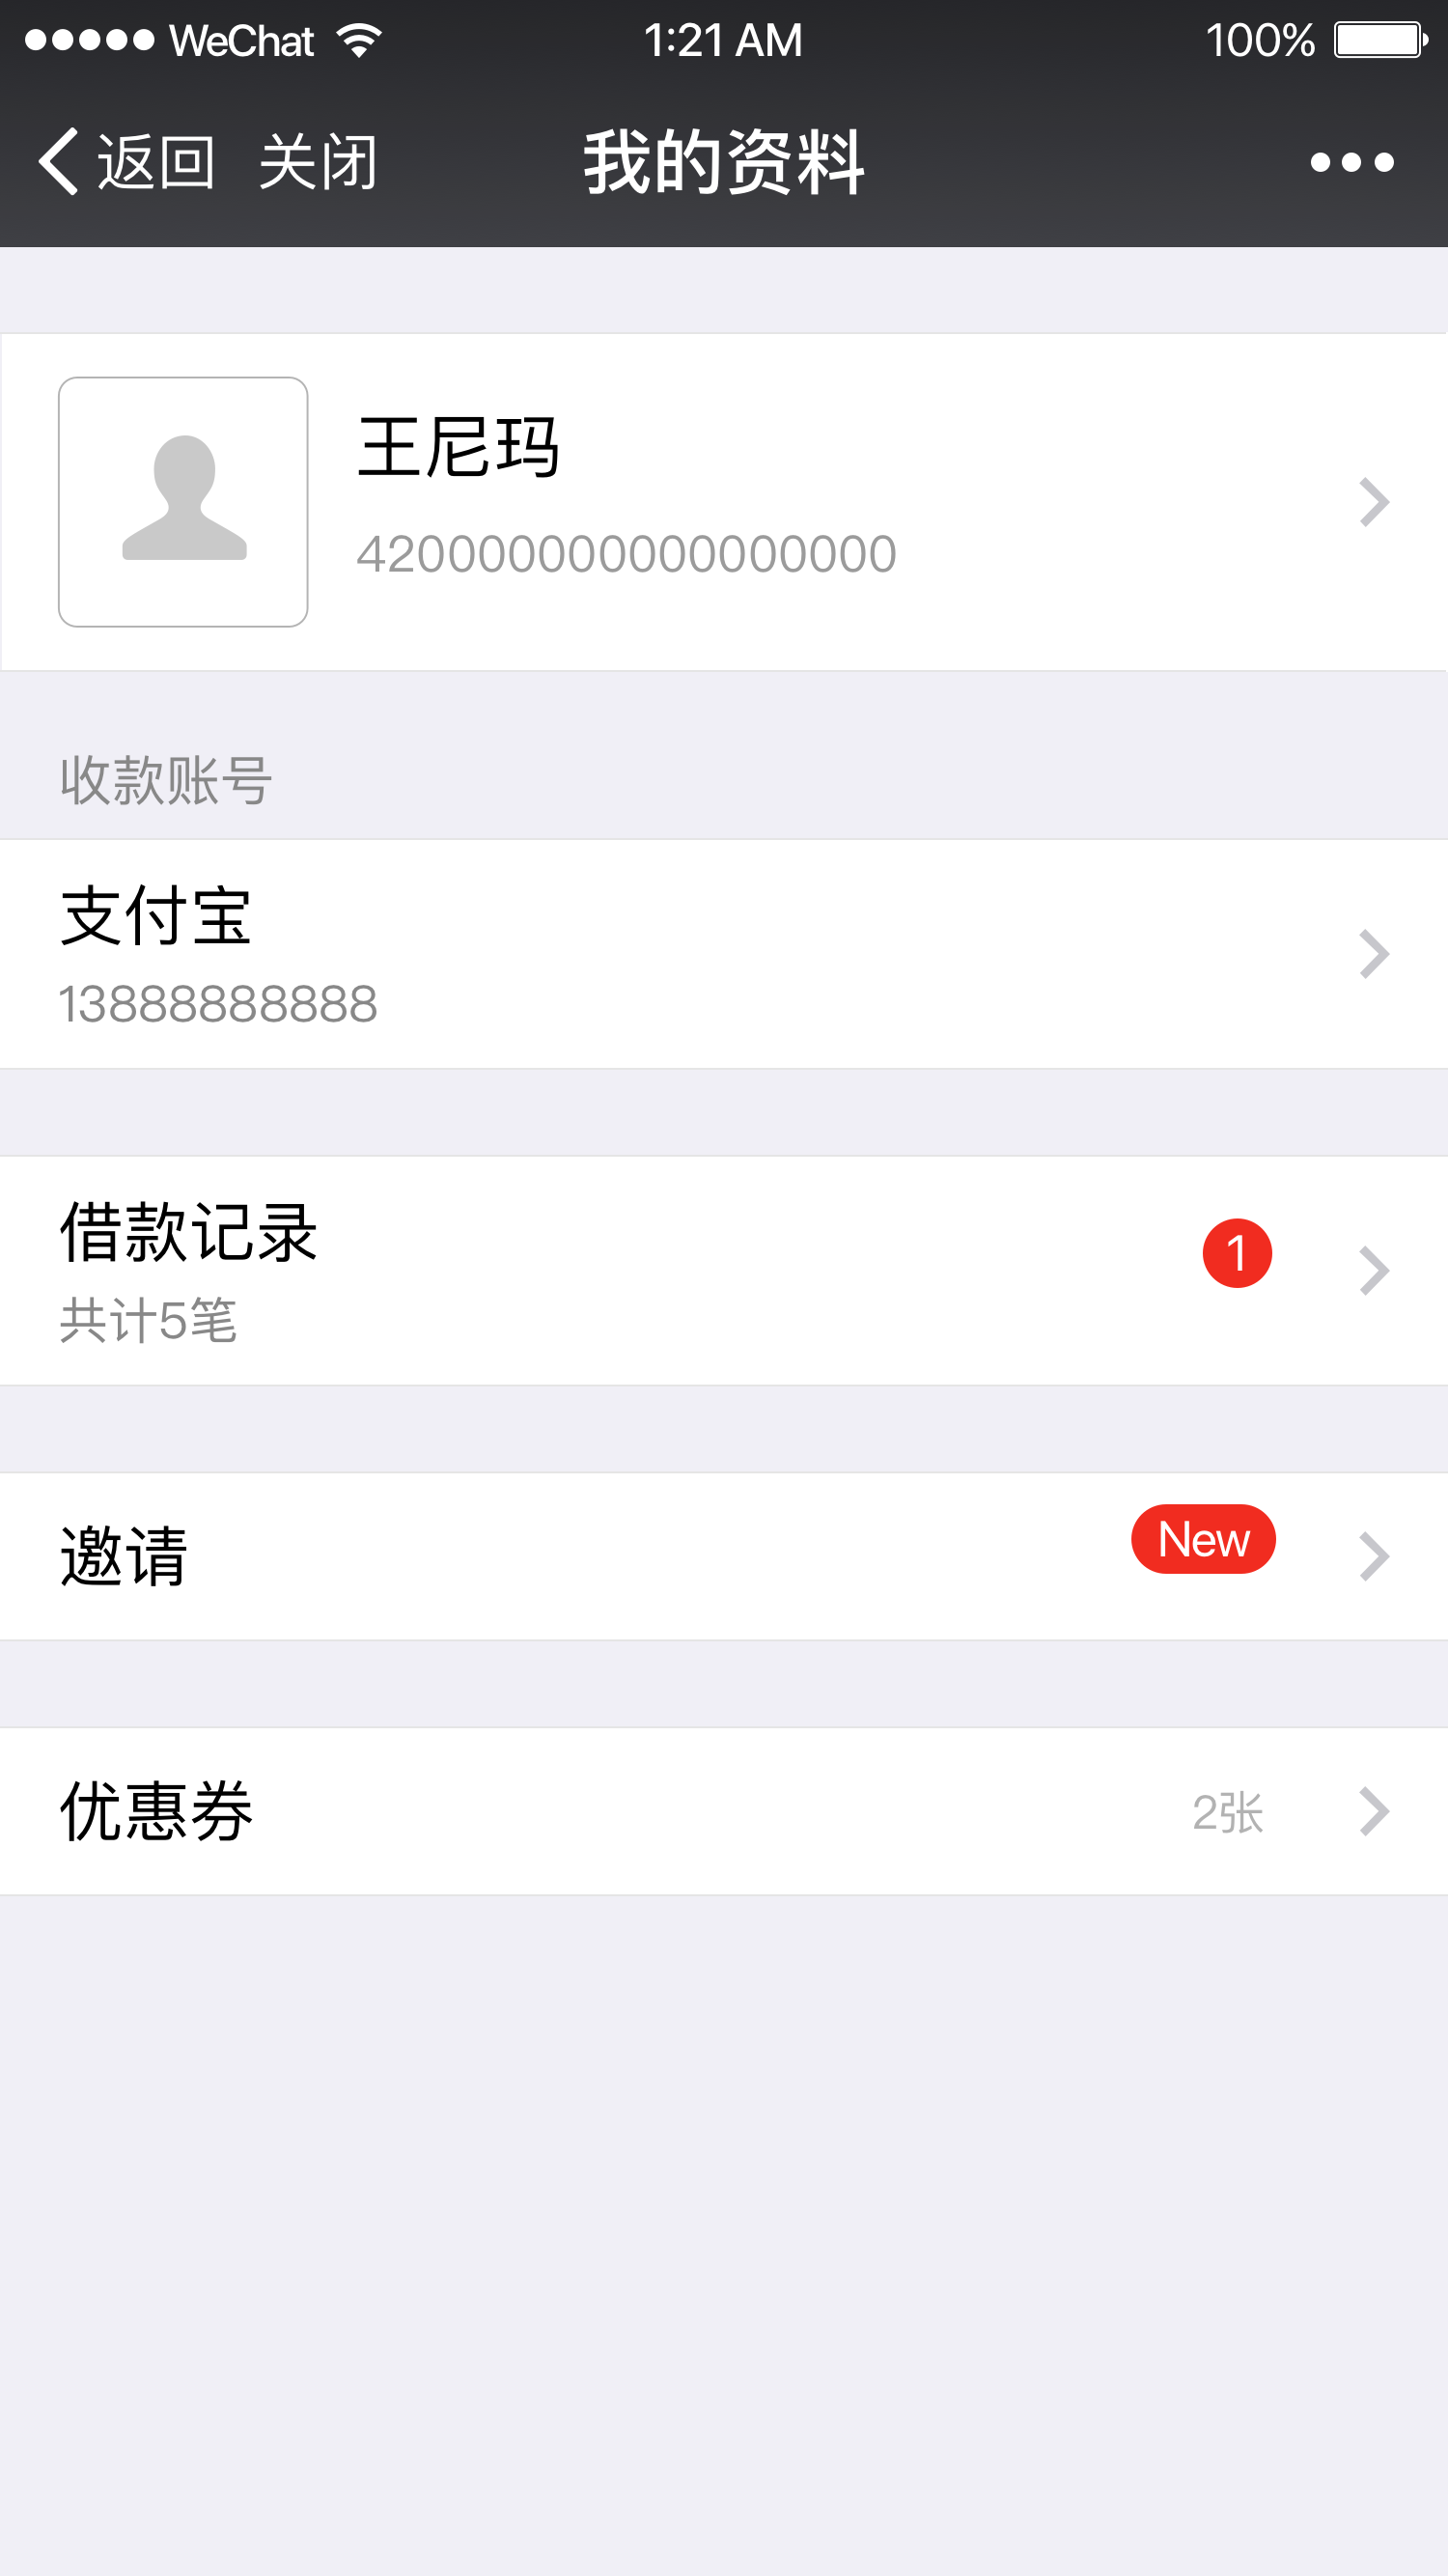 WeChat 1:21 AM 100%
返回 关闭 我的资料
王尼玛
420000000000000000
收款账号
支付宝
13888888888
借款记录
1
共计5笔
邀请 New
优惠券 2张